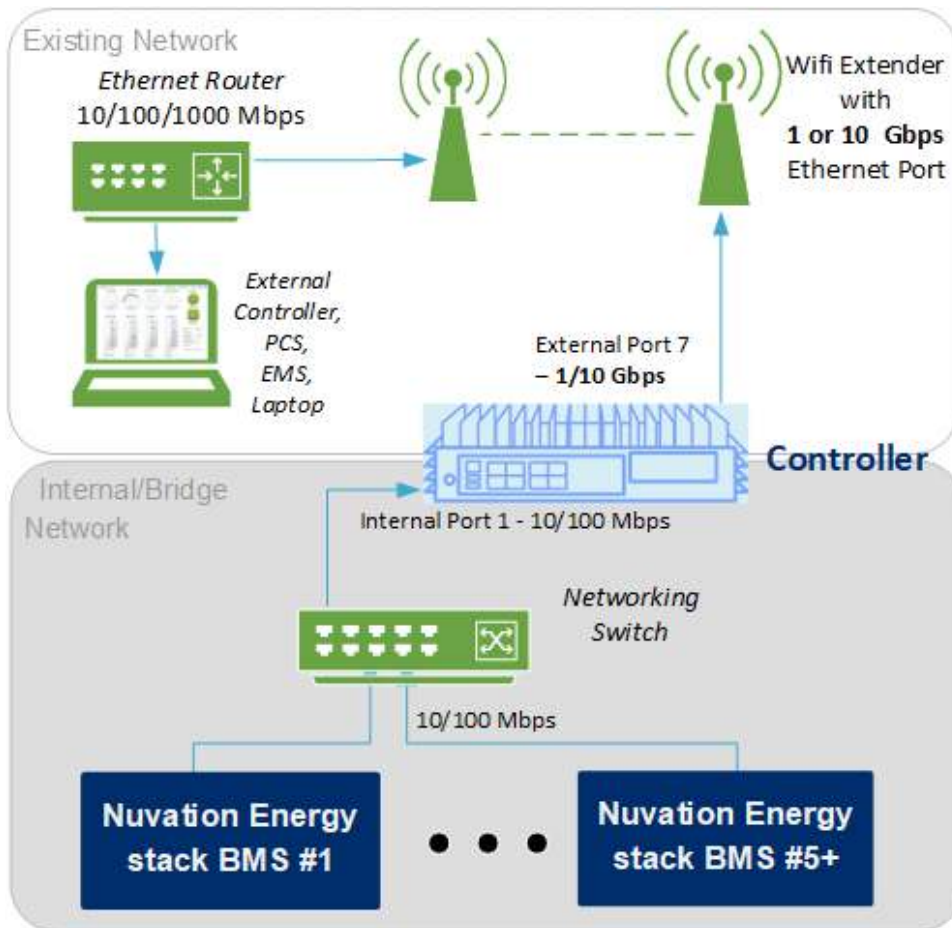 Existing Network
Ethernet Router
10/100/1000 Mbps
Wifi Extender
with
1 or 10 Gbps
Ethernet Port
External
Controller,
PCS,
EMS,
Laptop
External Port 7
– 1/10 Gbps
Controller
Internal/Bridge
Network
Internal Port 1 - 10/100 Mbps
Networking
Switch
10/100 Mbps
Nuvation Energy
stack BMS #1
Nuvation Energy
stack BMS #5+